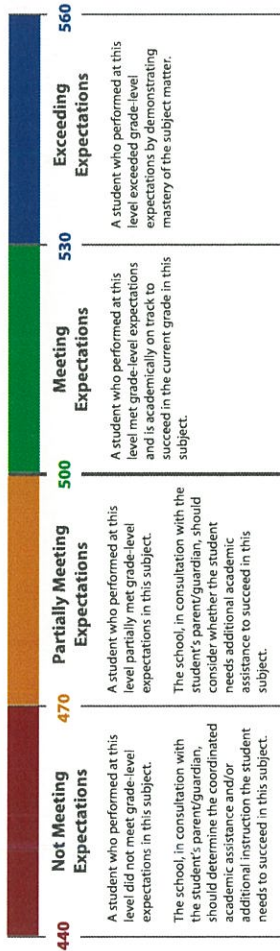 440
Not Meeting
Expectations
A student who performed at this
level did not meet grade-level
expectations in this subject.
The school, in consultation with
the student's parent/guardian,
should determine the coordinated
academic assistance and/or
additional instruction the student
needs to succeed in this subject.
470
Partially Meeting
Expectations
A student who performed at this
level partially met grade-level
expectations in this subject.
The school, in consultation with the
student's parent/guardian, should
consider whether the student
needs additional academic
assistance to succeed in this
subject.
500
Meeting
Expectations
A student who performed at this
level met grade-level expectations
and is academically on track to
succeed in the current grade in this
subject.
530
Exceeding
Expectations
A student who performed at this
level exceeded grade-level
expectations by demonstrating
mastery of the subject matter.
560